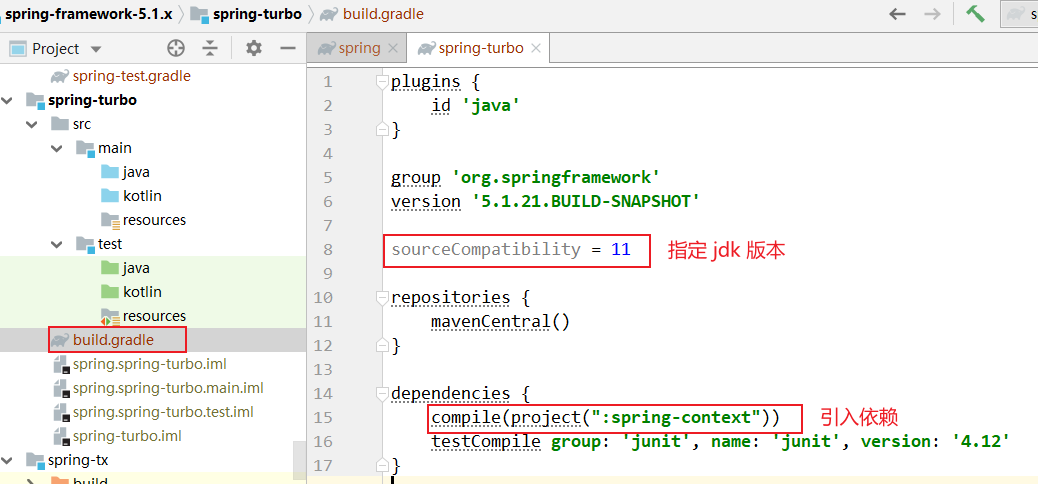 spring-framework-5.1.x spring-turbo build.gradle
Project
spring-test.gradle
spring-turbo
src
main
java
kotlin
resources
test
java
kotlin
resources
build.gradle
spring.spring-turbo.iml
spring.spring-turbo.main.iml
spring.spring-turbo.test.iml
spring-turbo.iml
spring-tx
spring spring-turbo
1 plugins {
2 id 'java'
3 }
4
5 group 'org.springframework'
6 version '5.1.21.BUILD-SNAPSHOT'
7
8 sourceCompatibility = 11 指定 jdk 版本
9
10 repositories {
11 mavenCentral()
12 }
13
14 dependencies {
15 compile(project(":spring-context")) 引入依赖
16 testCompile group: 'junit', name: 'junit', version: '4.12'
17 }